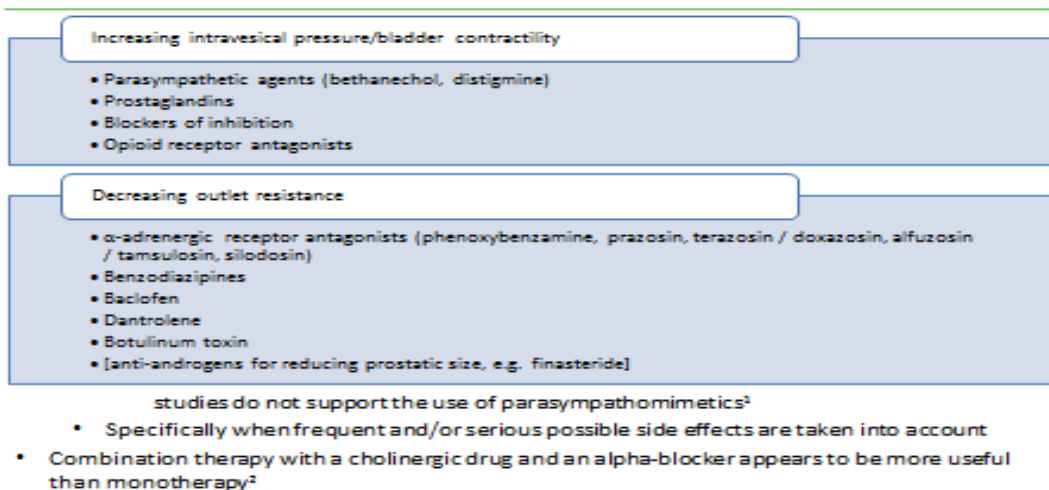 Increasing intravesical pressure/bladder contractility
• Parasympathetic agents (bethanechol, distigmine)
• Prostaglandins
• Blockers of inhibition
• Opioid receptor antagonists
Decreasing outlet resistance
• α-adrenergic receptor antagonists (phenoxybenzamine, prazosin, terazosin / doxazosin, alfuzosin
/ tamsulosin, silodosin)
• Benzodiazipines
• Baclofen
• Dantrolene
• Botulinum toxin
• [anti-androgens for reducing prostatic size, e.g. finasteride]
studies do not support the use of parasympathomimetics¹
• Specifically when frequent and/or serious possible side effects are taken into account
• Combination therapy with a cholinergic drug and an alpha-blocker appears to be more useful
than monotherapy²